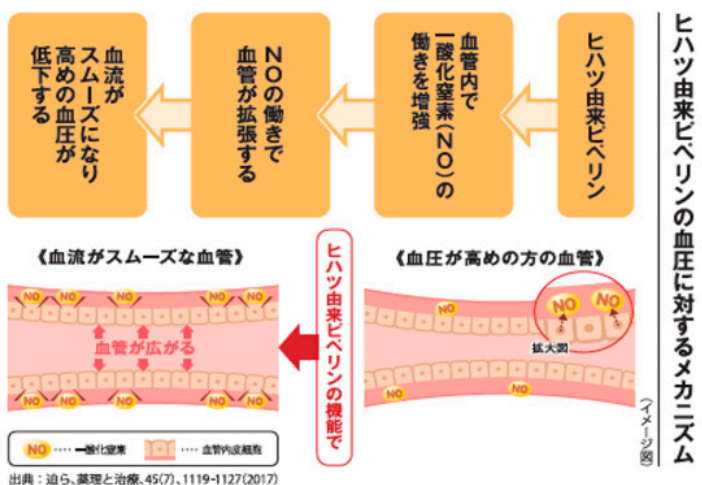 ヒハツ由来ピペリンの血圧に対するメカニズム
(イメージ図)
ヒハツ由来ピペリン
血管内で
一酸化窒素(NO)の
働きを増強
NOの働きで
血管が拡張する
血流が
スムーズになり
高めの血圧が
低下する
《血圧が高めの方の血管》
NO
NO NO
拡大図
NO
NO
ヒハツ由来ピペリンの機能で
《血流がスムーズな血管》
NO NO NO NO NO
血管が広がる
NO NO NO NO NO
NO ···· 一酸化窒素 ···· 血管内皮細胞
出典:迫ら、薬理と治療、45(7)、1119-1127(2017)